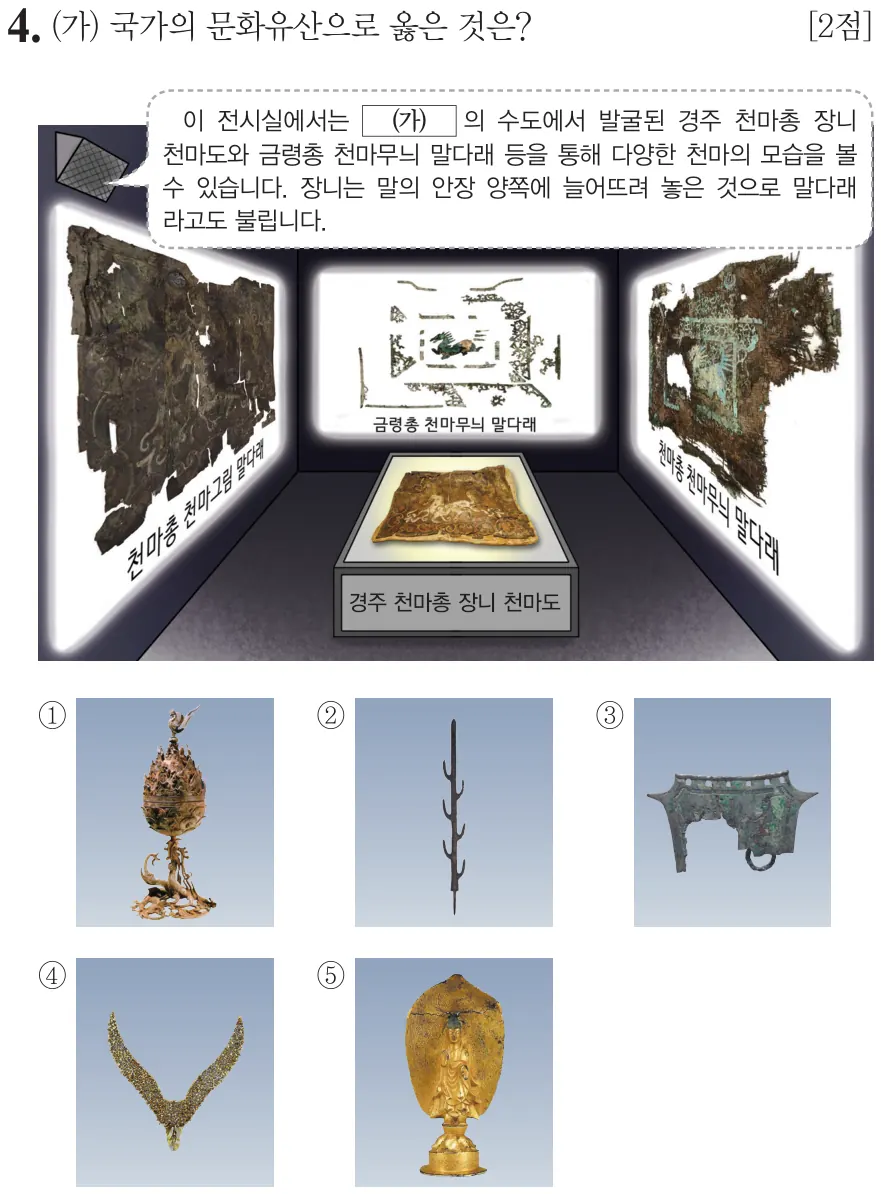 4. (가) 국가의 문화유산으로 옳은 것은? [2점]
이 전시실에서는 (가) 의 수도에서 발굴된 경주 천마총 장니
천마도와 금령총 천마무늬 말다래 등을 통해 다양한 천마의 모습을 볼
수 있습니다. 장니는 말의 안장 양쪽에 늘어뜨려 놓은 것으로 말다래
라고도 불립니다.
천마총 천마그림 말다래
금령총 천마무늬 말다래
천마총 천마무늬 말다래
경주 천마총 장니 천마도
① ② ③
④ ⑤